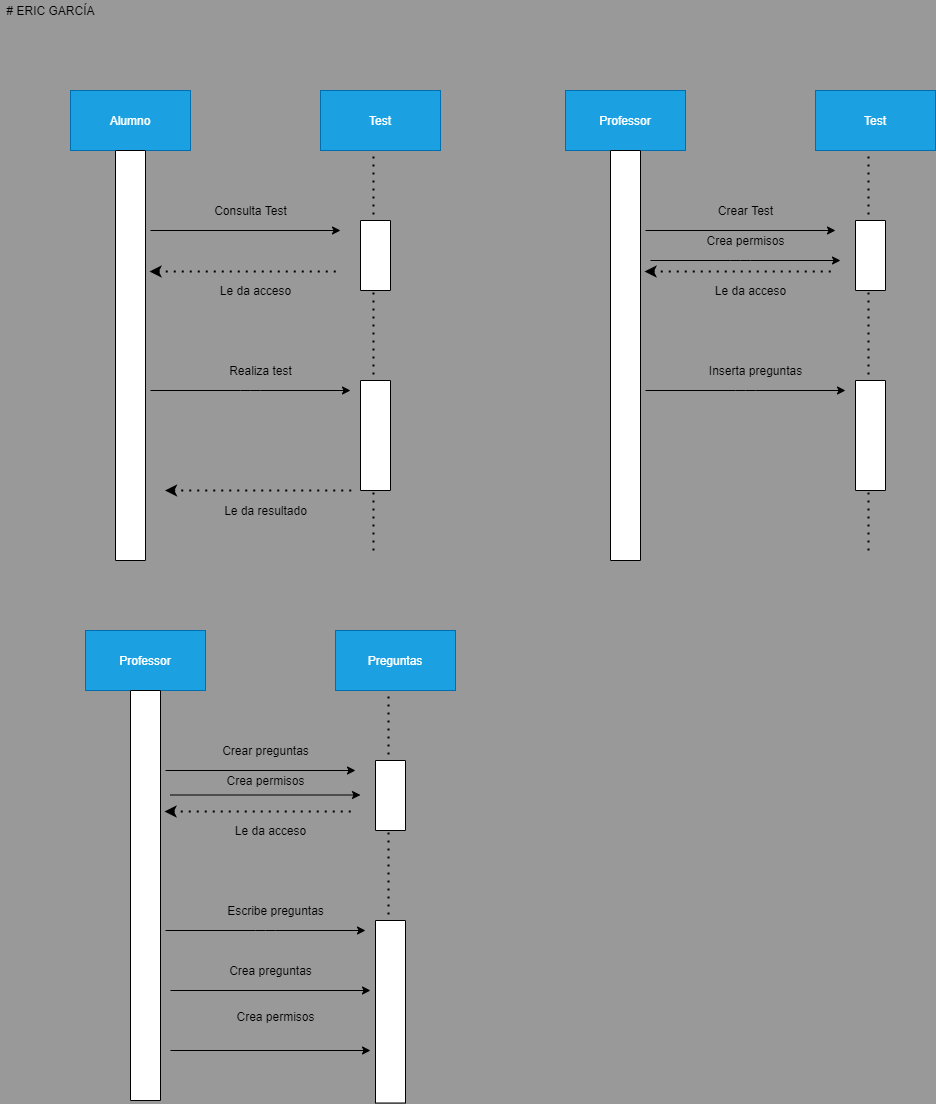 # ERIC GARCÍA
Alumno
Test
Consulta Test
Le da acceso
Realiza test
Le da resultado
Professor
Test
Crear Test
Crea permisos
Le da acceso
Inserta preguntas
Professor
Preguntas
Crear preguntas
Crea permisos
Le da acceso
Escribe preguntas
Crea preguntas
Crea permisos